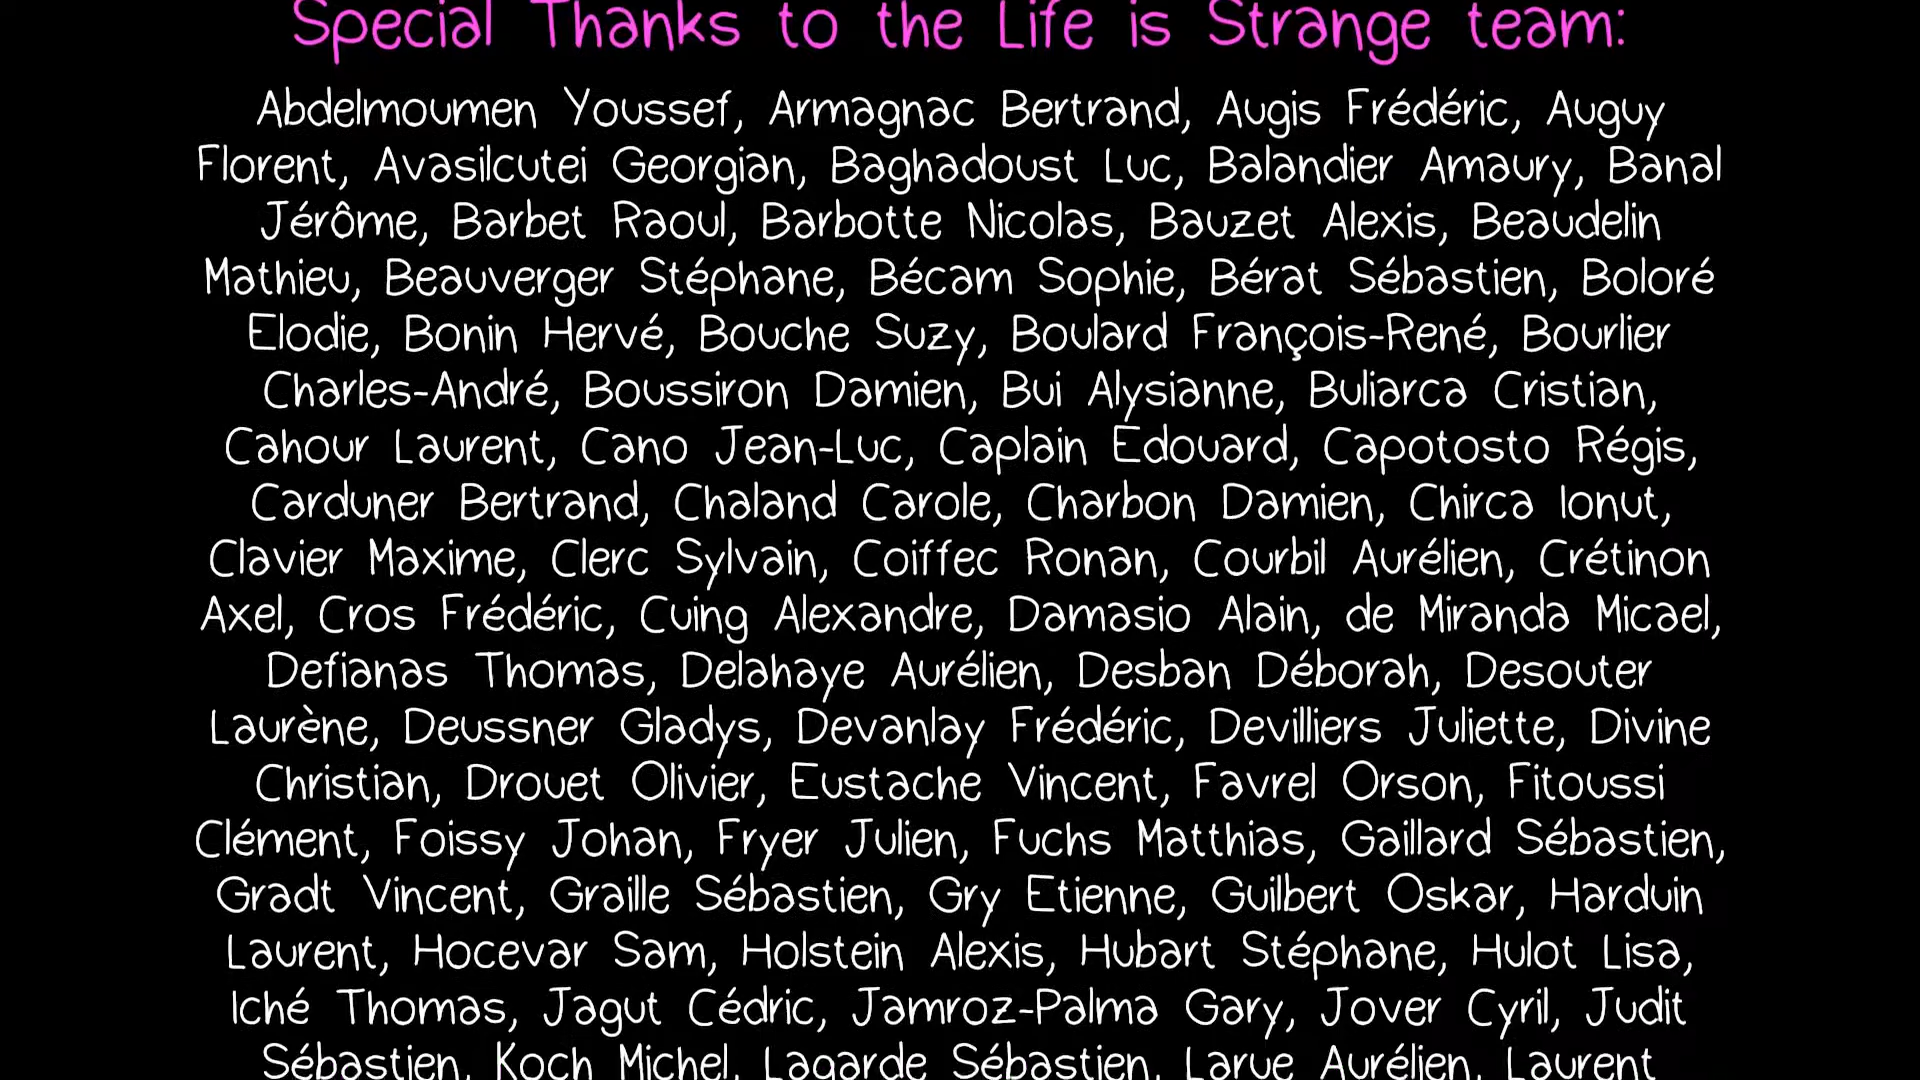 Special Thanks to the Life is Strange team:
Abdelmoumen Youssef, Armagnac Bertrand, Augis Frédéric, Auguy
Florent, Avasilcutei Georgian, Baghadoust Luc, Balandier Amaury, Banal
Jérôme, Barbet Raoul, Barbotte Nicolas, Bauzet Alexis, Beaudelin
Mathieu, Beauverger Stéphane, Bécam Sophie, Bérat Sébastien, Boloré
Elodie, Bonin Hervé, Bouche Suzy, Boulard François-René, Bourlier
Charles-André, Boussiron Damien, Bui Alysianne, Buliarca Cristian,
Cahour Laurent, Cano Jean-Luc, Caplain Edouard, Capotosto Régis,
Carduner Bertrand, Chaland Carole, Charbon Damien, Chirca Ionut,
Clavier Maxime, Clerc Sylvain, Coiffec Ronan, Courbil Aurélien, Crétinon
Axel, Cros Frédéric, Cuing Alexandre, Damasio Alain, de Miranda Micael,
Defianas Thomas, Delahaye Aurélien, Desban Déborah, Desouter
Laurène, Deussner Gladys, Devanlay Frédéric, Devilliers Juliette, Divine
Christian, Drouet Olivier, Eustache Vincent, Favrel Orson, Fitoussi
Clément, Foissy Johan, Fryer Julien, Fuchs Matthias, Gaillard Sébastien,
Gradt Vincent, Graille Sébastien, Gry Etienne, Guilbert Oskar, Harduin
Laurent, Hocevar Sam, Holstein Alexis, Hubart Stéphane, Hulot Lisa,
Iché Thomas, Jagut Cédric, Jamroz-Palma Gary, Jover Cyril, Judit
Sébastien, Koch Michel, Lagarde Sébastien, Larue Aurélien, Laurent